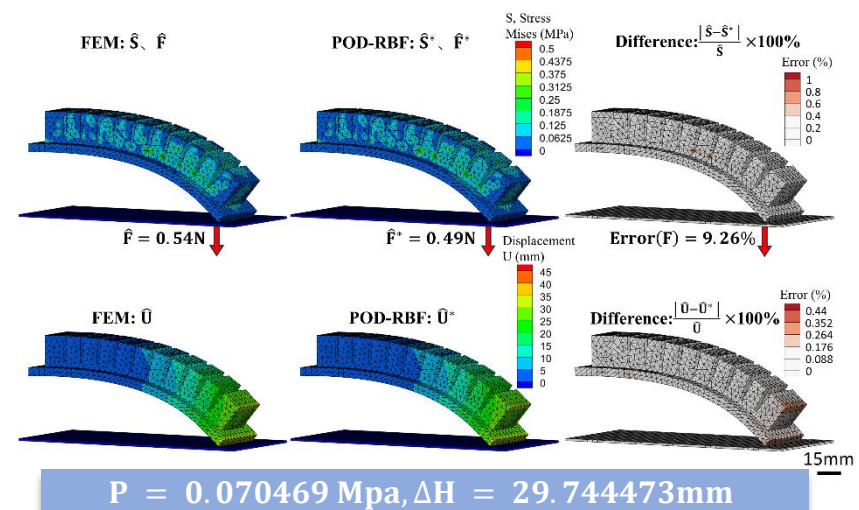 FEM: Ŝ、F̂
POD-RBF: Ŝ*、F̂*
S, Stress
Mises (MPa)
0.5
0.4375
0.375
0.3125
0.25
0.1875
0.125
0.0625
0
Difference: |Ŝ−Ŝ*| / Ŝ ×100%
Error (%)
1
0.8
0.6
0.4
0.2
0
F̂ = 0.54N
F̂* = 0.49N
Error(F) = 9.26%
FEM: Û
POD-RBF: Û*
Displacement
U (mm)
45
40
35
30
25
20
15
10
5
0
Difference: |Û−Û*| / Û ×100%
Error (%)
0.44
0.352
0.264
0.176
0.088
0
15mm
P = 0.070469 Mpa, ΔH = 29.744473mm